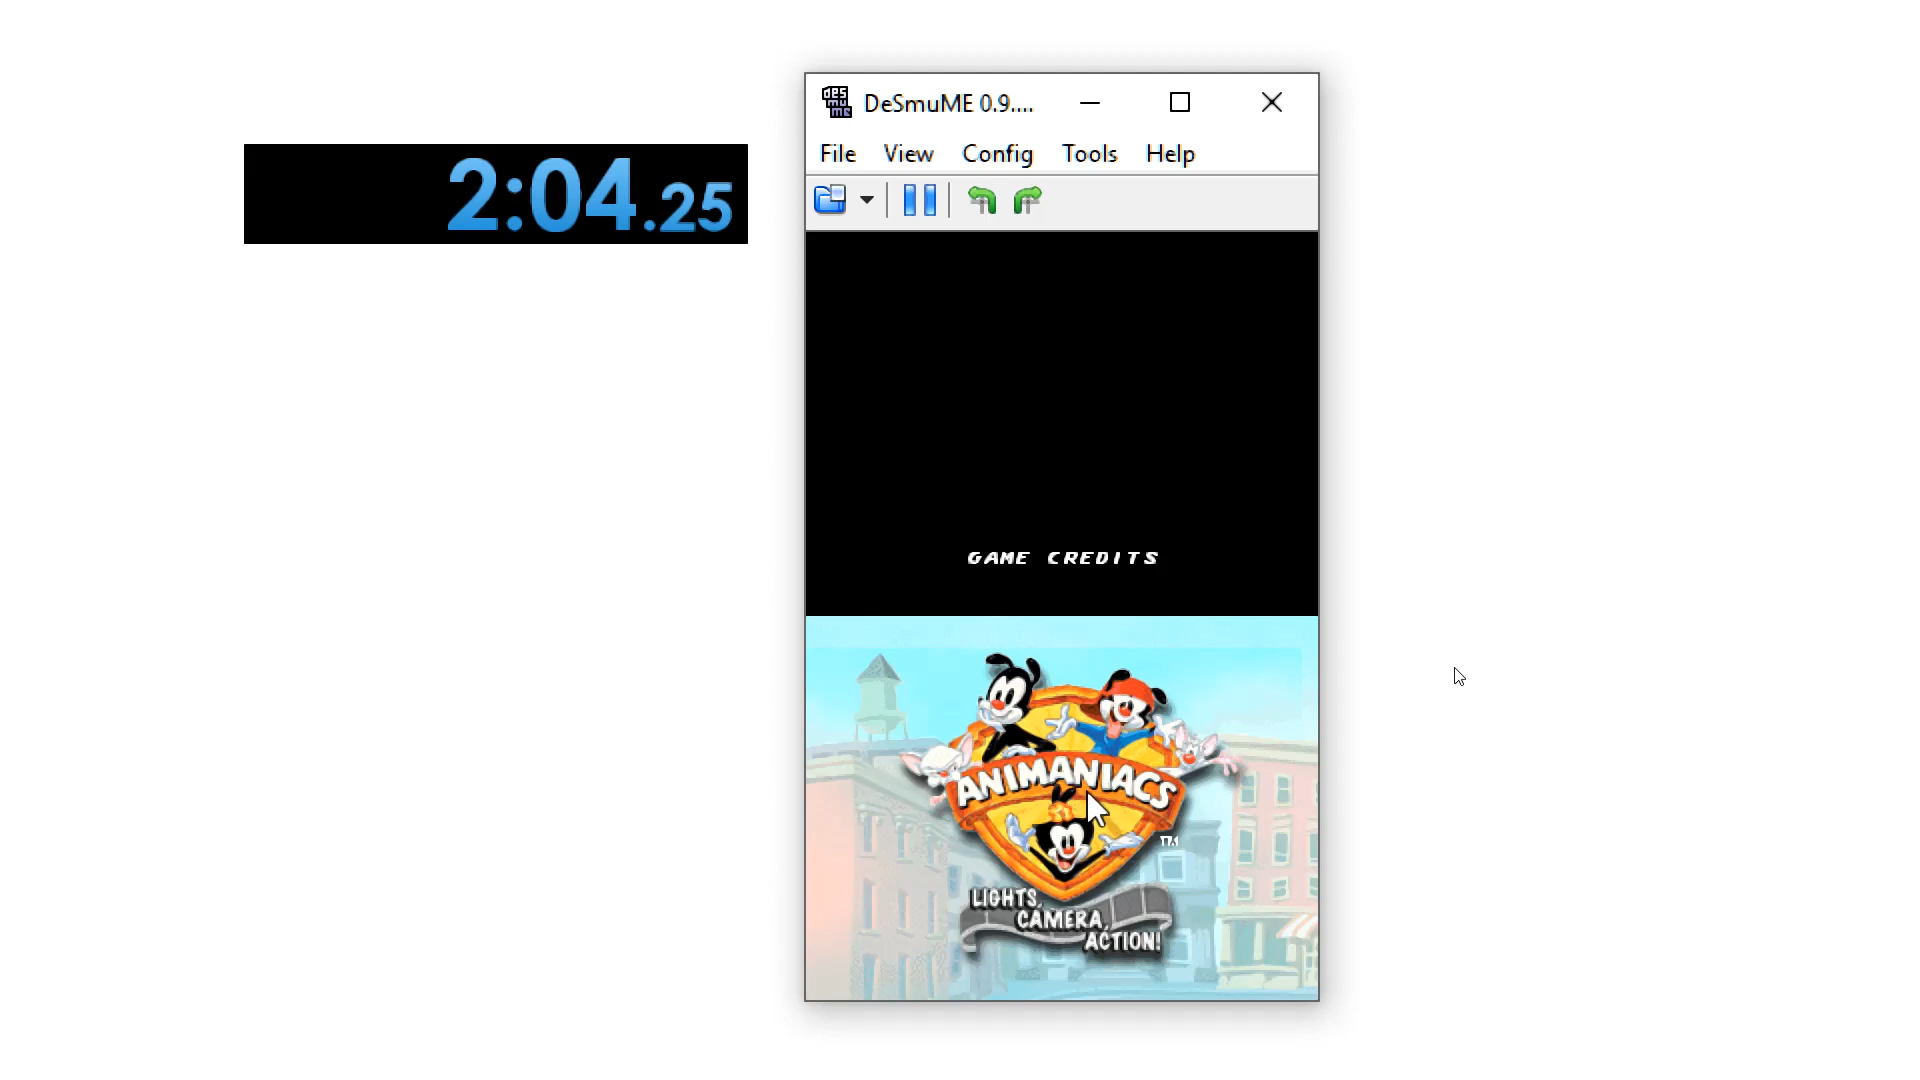 2:04.25
DeSmuME 0.9....
File View Config Tools Help
GAME CREDITS
ANIMANIACS
TM
LIGHTS,
CAMERA,
ACTION!